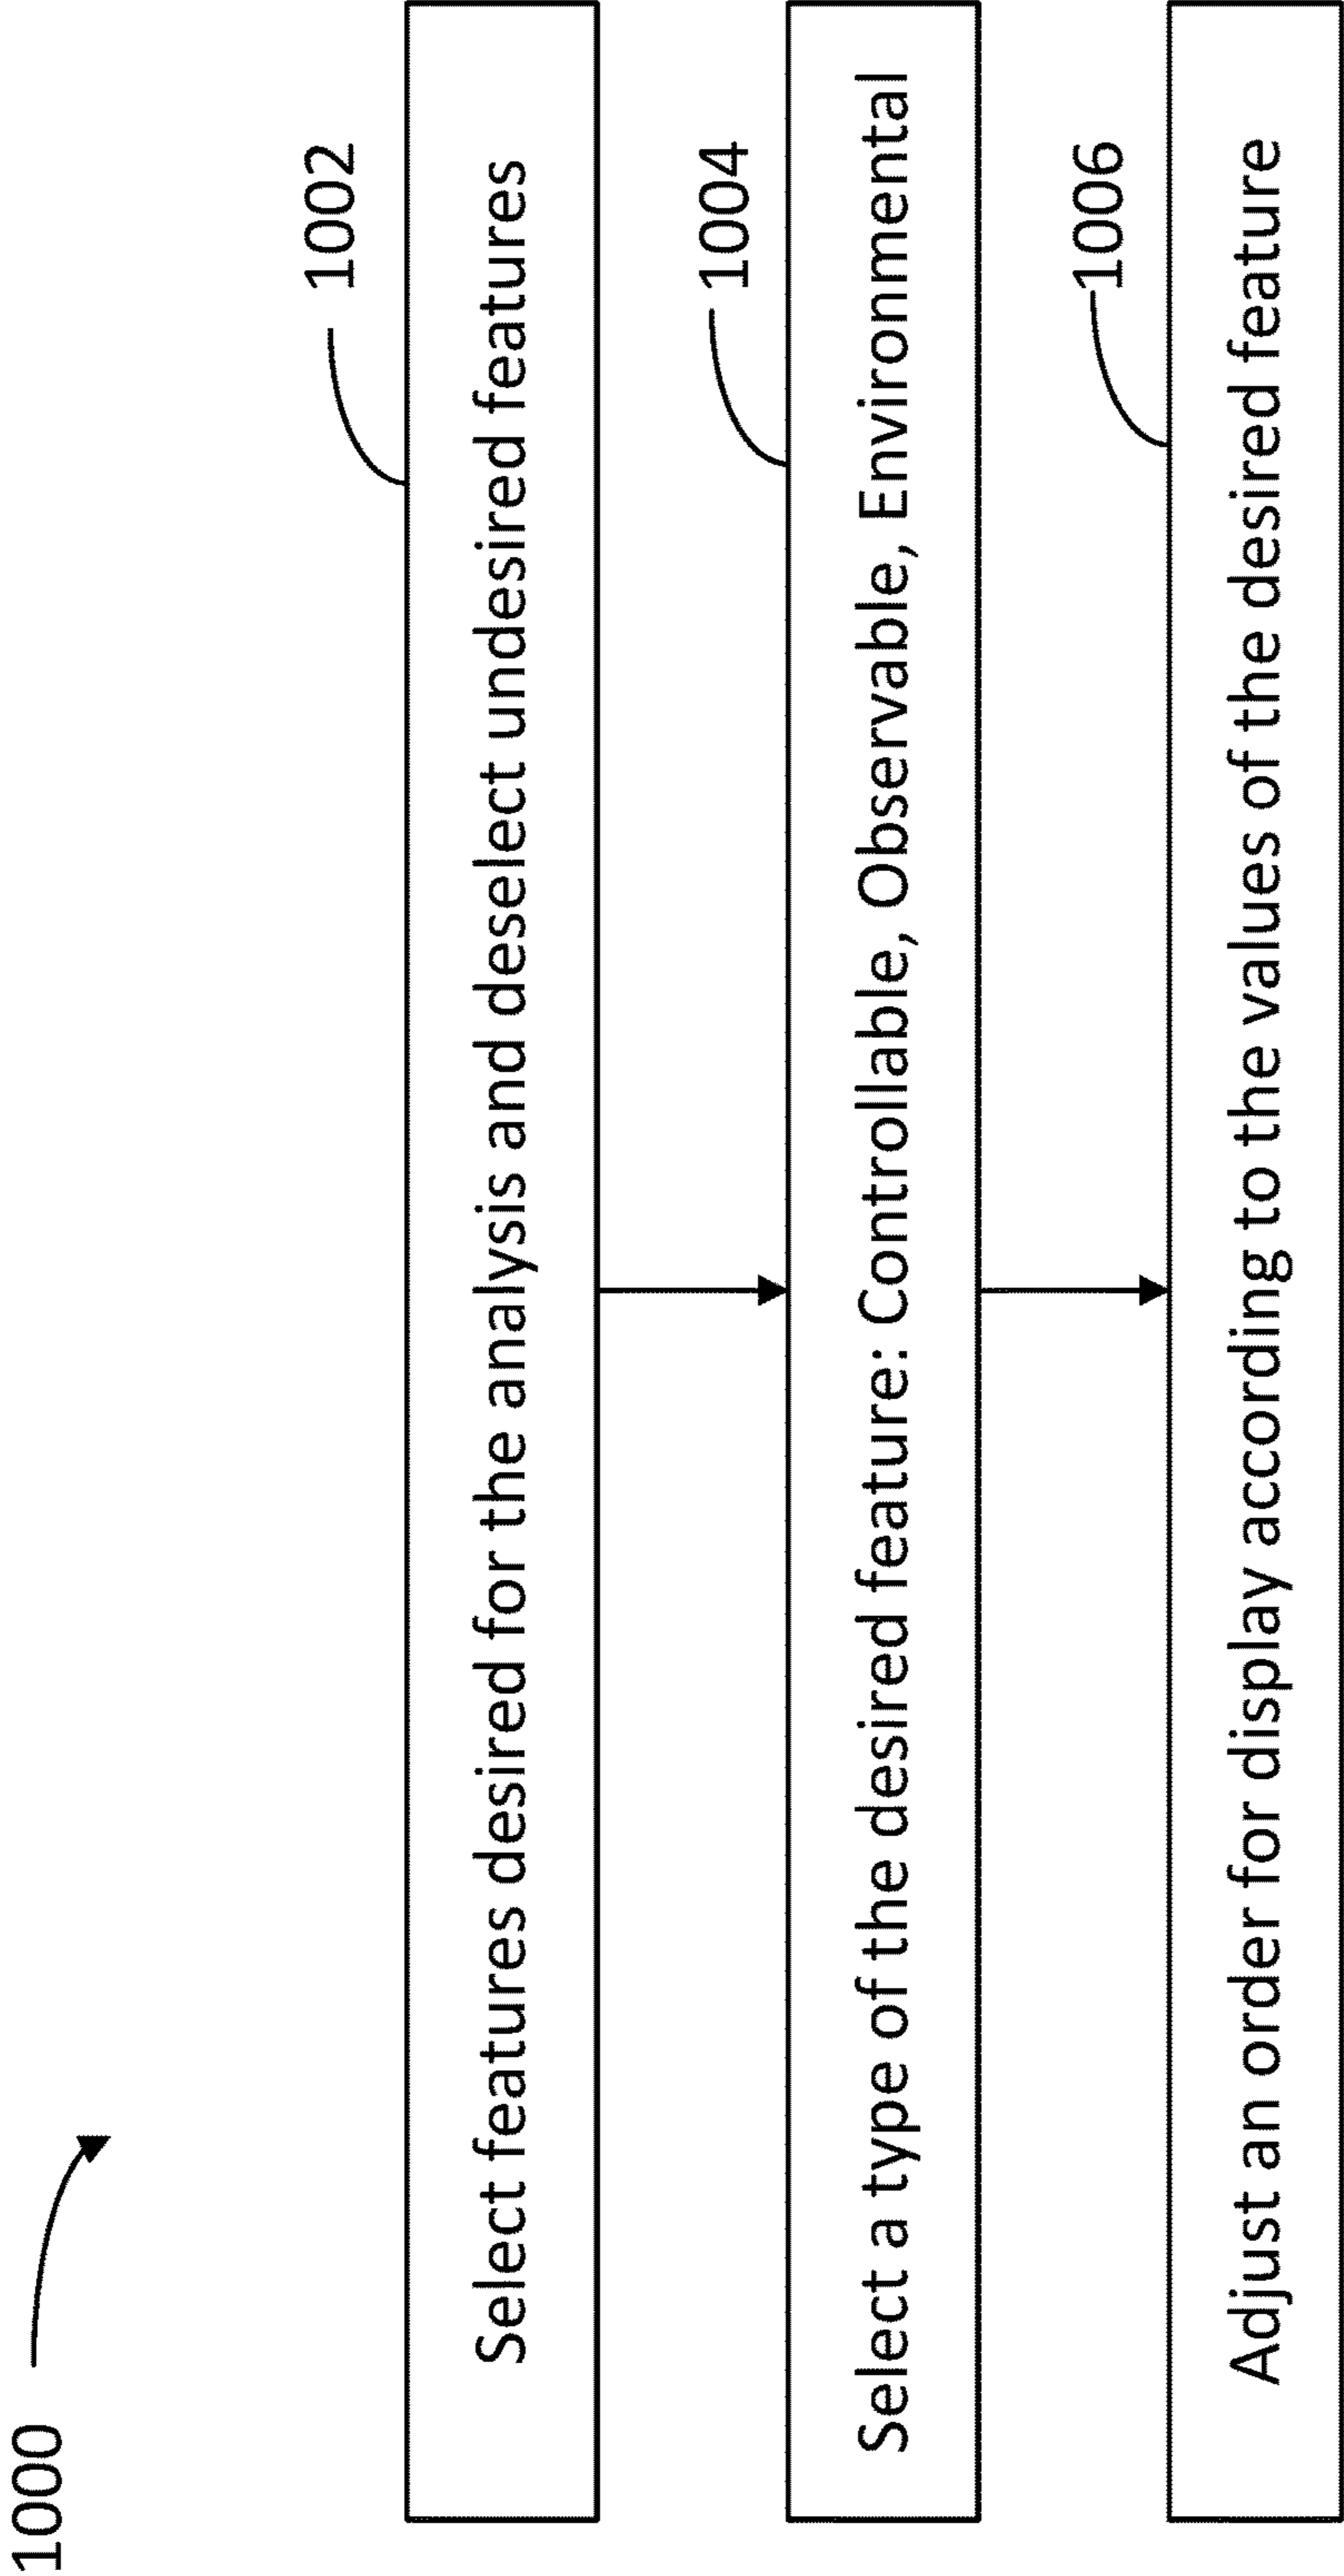 1000
1002
Select features desired for the analysis and deselect undesired features
1004
Select a type of the desired feature: Controllable, Observable, Environmental
1006
Adjust an order for display according to the values of the desired feature